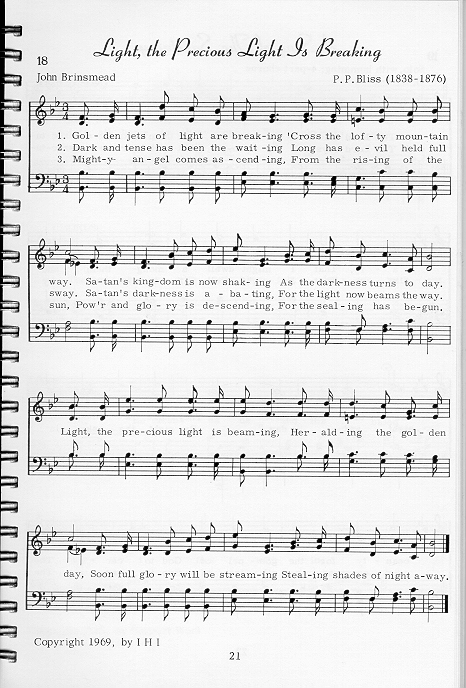 Light, the Precious Light Is Breaking
18
John Brinsmead P. P. Bliss (1838-1876)
1. Gol - den jets of light are break - ing 'Cross the lof - ty moun - tain
2. Dark and tense has been the wait - ing Long has e - vil held full
3. Might - y an - gel comes as - cend - ing, From the ris - ing of the
way. Sa - tan's king - dom is now shak - ing As the dark - ness turns to day.
sway. Sa - tan's dark - ness is a - ba - ting, For the light now beams the way.
sun, Pow'r and glo - ry is de - scend - ing, For the seal - ing has be - gun.
Light, the pre - cious light is beam - ing, Her - ald - ing the gol - den
day, Soon full glo - ry will be stream - ing Steal - ing shades of night a - way.
Copyright 1969, by I H I
21